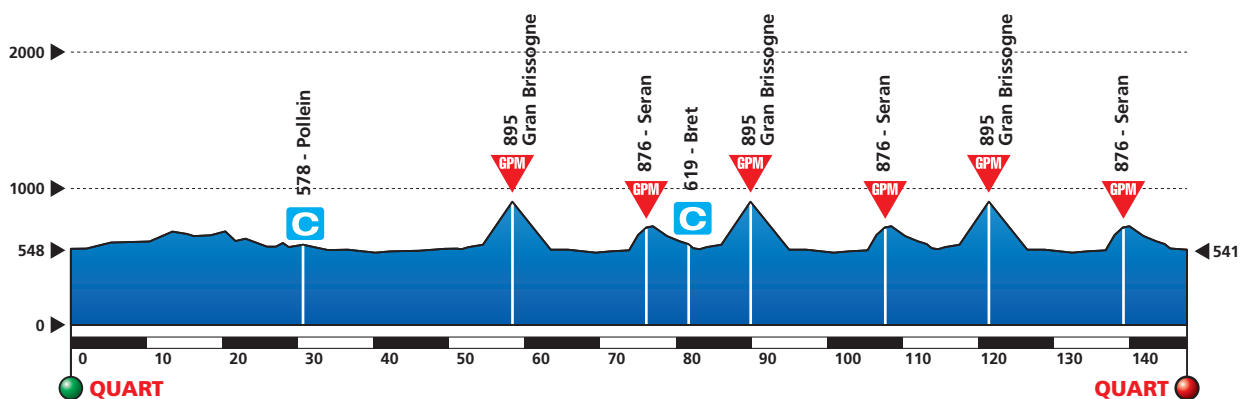 2000
1000
548
0
578 - Pollein
C
895
Gran Brissogne
GPM
876 - Seran
GPM
619 - Bret
C
895
Gran Brissogne
GPM
876 - Seran
GPM
895
Gran Brissogne
GPM
876 - Seran
GPM
541
0 10 20 30 40 50 60 70 80 90 100 110 120 130 140
QUART QUART